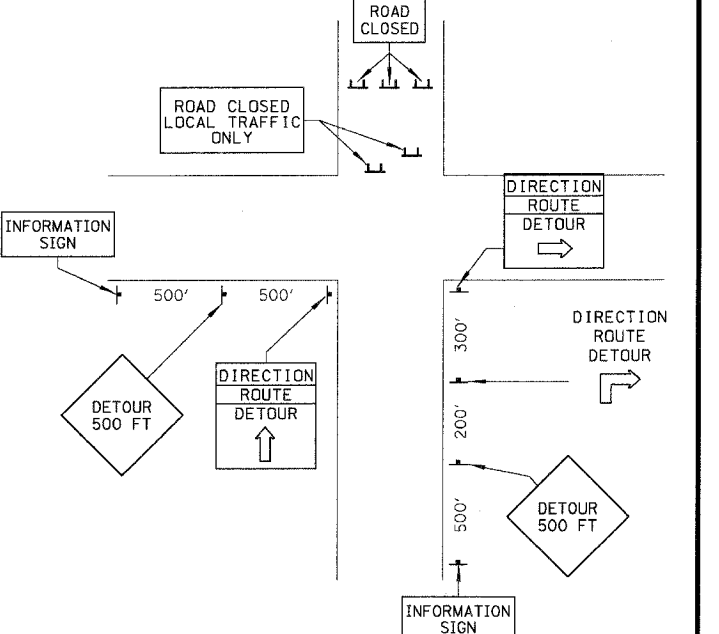 ROAD
CLOSED
ROAD CLOSED
LOCAL TRAFFIC
ONLY
DIRECTION
ROUTE
DETOUR
INFORMATION
SIGN
500'
500'
300'
DIRECTION
ROUTE
DETOUR
DETOUR
500 FT
DIRECTION
ROUTE
DETOUR
200'
500'
DETOUR
500 FT
INFORMATION
SIGN